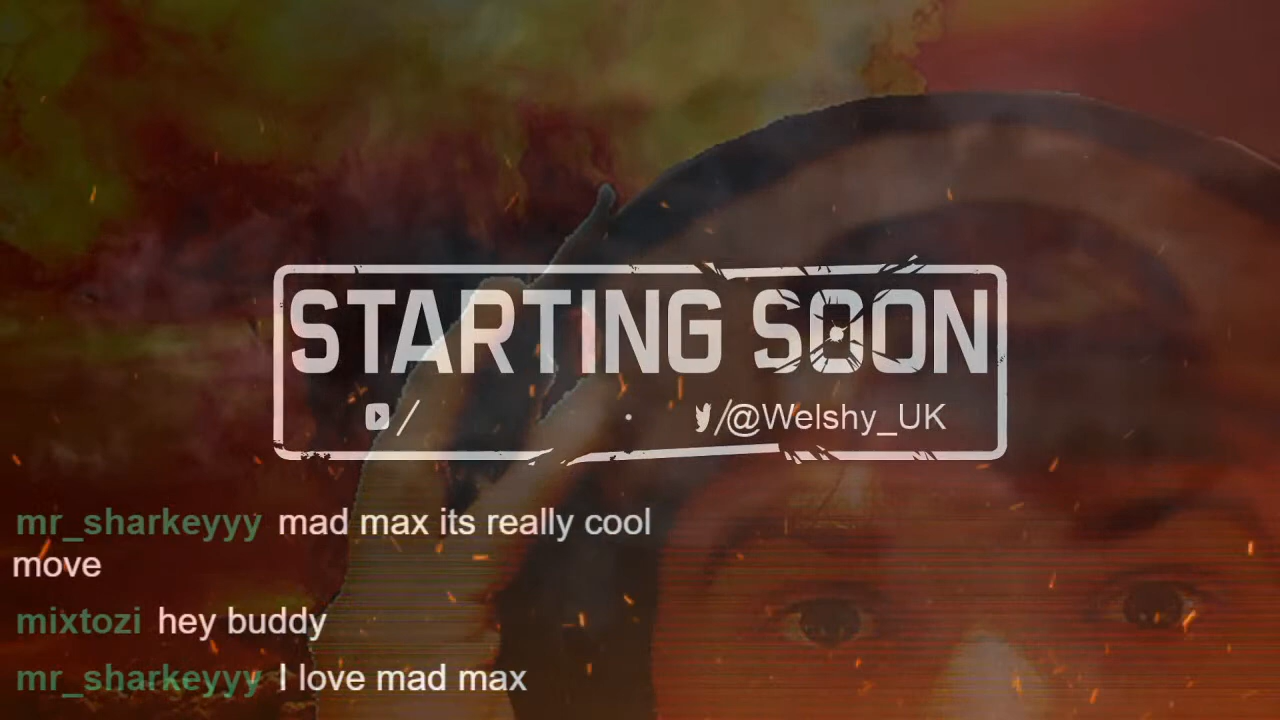 STARTING SOON
/ · /@Welshy_UK
mr_sharkeyyy mad max its really cool
move
mixtozi hey buddy
mr_sharkeyyy I love mad max